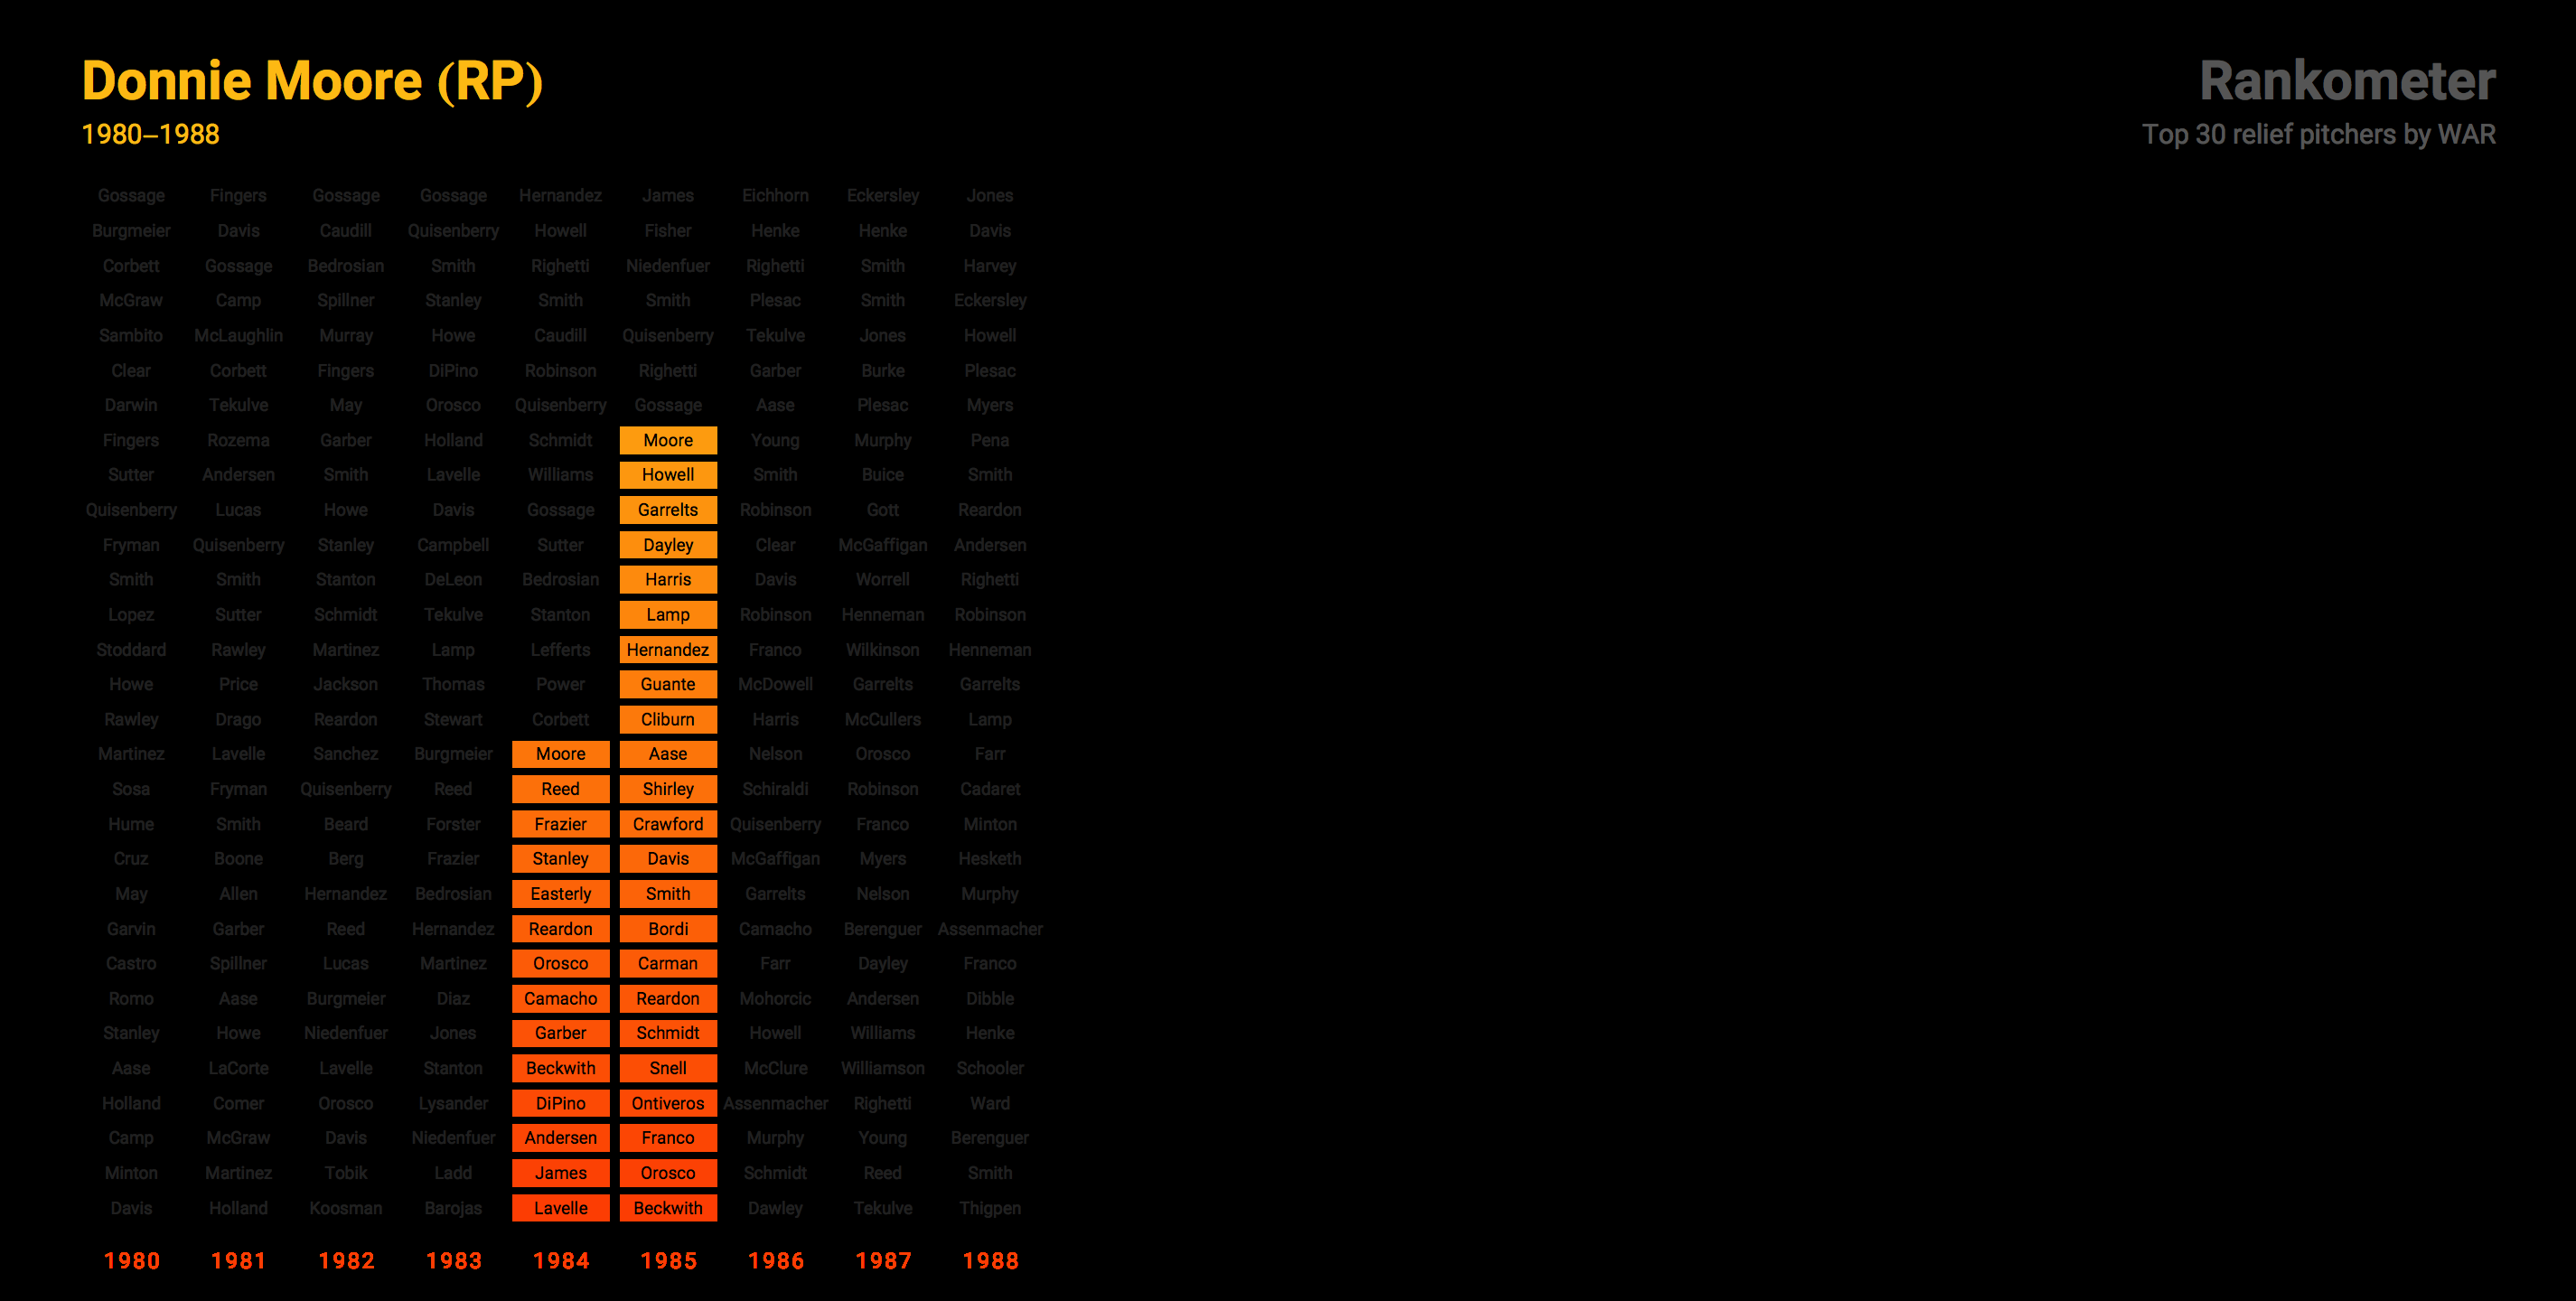 Donnie Moore (RP)
1980–1988
Rankometer
Top 30 relief pitchers by WAR
Gossage Fingers Gossage Gossage Hernandez James Eichhorn Eckersley Jones
Burgmeier Davis Caudill Quisenberry Howell Fisher Henke Henke Davis
Corbett Gossage Bedrosian Smith Righetti Niedenfuer Righetti Smith Harvey
McGraw Camp Spillner Stanley Smith Smith Plesac Smith Eckersley
Sambito McLaughlin Murray Howe Caudill Quisenberry Tekulve Jones Howell
Clear Corbett Fingers DiPino Robinson Righetti Garber Burke Plesac
Darwin Tekulve May Orosco Quisenberry Gossage Aase Plesac Myers
Fingers Rozema Garber Holland Schmidt Moore Young Murphy Pena
Sutter Andersen Smith Lavelle Williams Howell Smith Buice Smith
Quisenberry Lucas Howe Davis Gossage Garrelts Robinson Gott Reardon
Fryman Quisenberry Stanley Campbell Sutter Dayley Clear McGaffigan Andersen
Smith Smith Stanton DeLeon Bedrosian Harris Davis Worrell Righetti
Lopez Sutter Schmidt Tekulve Stanton Lamp Robinson Henneman Robinson
Stoddard Rawley Martinez Lamp Lefferts Hernandez Franco Wilkinson Henneman
Howe Price Jackson Thomas Power Guante McDowell Garrelts Garrelts
Rawley Drago Reardon Stewart Corbett Cliburn Harris McCullers Lamp
Martinez Lavelle Sanchez Burgmeier Moore Aase Nelson Orosco Farr
Sosa Fryman Quisenberry Reed Reed Shirley Schiraldi Robinson Cadaret
Hume Smith Beard Forster Frazier Crawford Quisenberry Franco Minton
Cruz Boone Berg Frazier Stanley Davis McGaffigan Myers Hesketh
May Allen Hernandez Bedrosian Easterly Smith Garrelts Nelson Murphy
Garvin Garber Reed Hernandez Reardon Bordi Camacho Berenguer Assenmacher
Castro Spillner Lucas Martinez Orosco Carman Farr Dayley Franco
Romo Aase Burgmeier Diaz Camacho Reardon Mohorcic Andersen Dibble
Stanley Howe Niedenfuer Jones Garber Schmidt Howell Williams Henke
Aase LaCorte Lavelle Stanton Beckwith Snell McClure Williamson Schooler
Holland Comer Orosco Lysander DiPino Ontiveros Assenmacher Righetti Ward
Camp McGraw Davis Niedenfuer Andersen Franco Murphy Young Berenguer
Minton Martinez Tobik Ladd James Orosco Schmidt Reed Smith
Davis Holland Koosman Barojas Lavelle Beckwith Dawley Tekulve Thigpen
1980 1981 1982 1983 1984 1985 1986 1987 1988